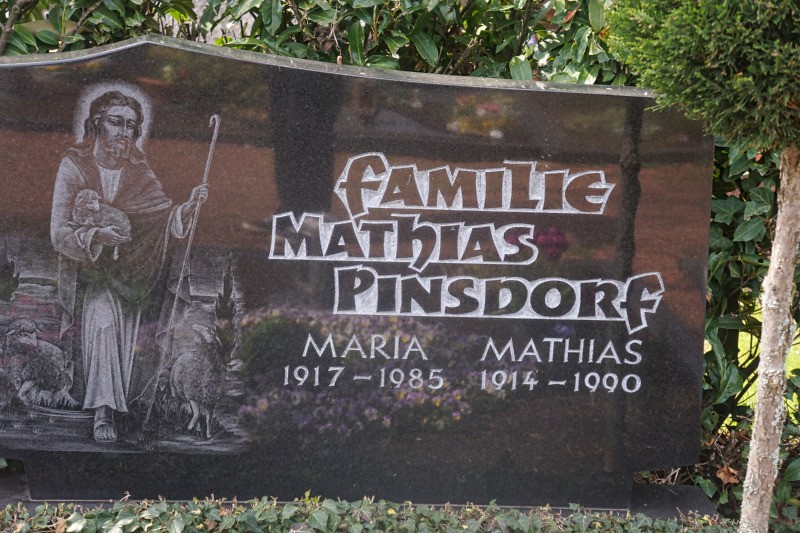 FAMILIE
MATHIAS
PINSDORF
MARIA MATHIAS
1917 – 1985 1914 – 1990